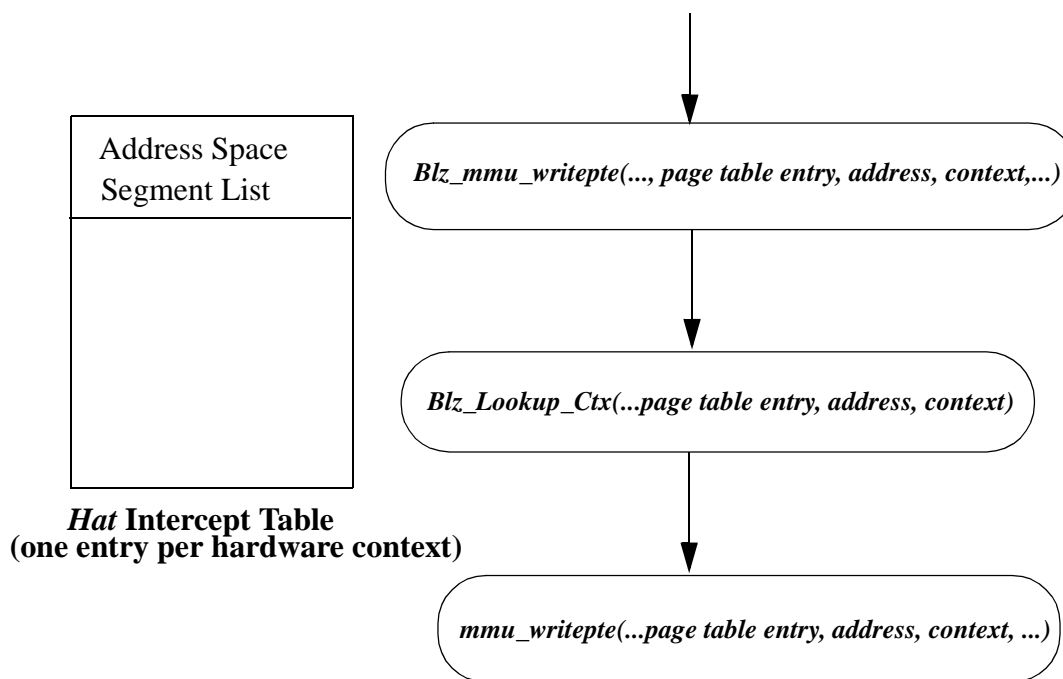 Address Space
Segment List
Hat Intercept Table
(one entry per hardware context)
Blz_mmu_writepte(..., page table entry, address, context,...)
Blz_Lookup_Ctx(...page table entry, address, context)
mmu_writepte(...page table entry, address, context, ...)